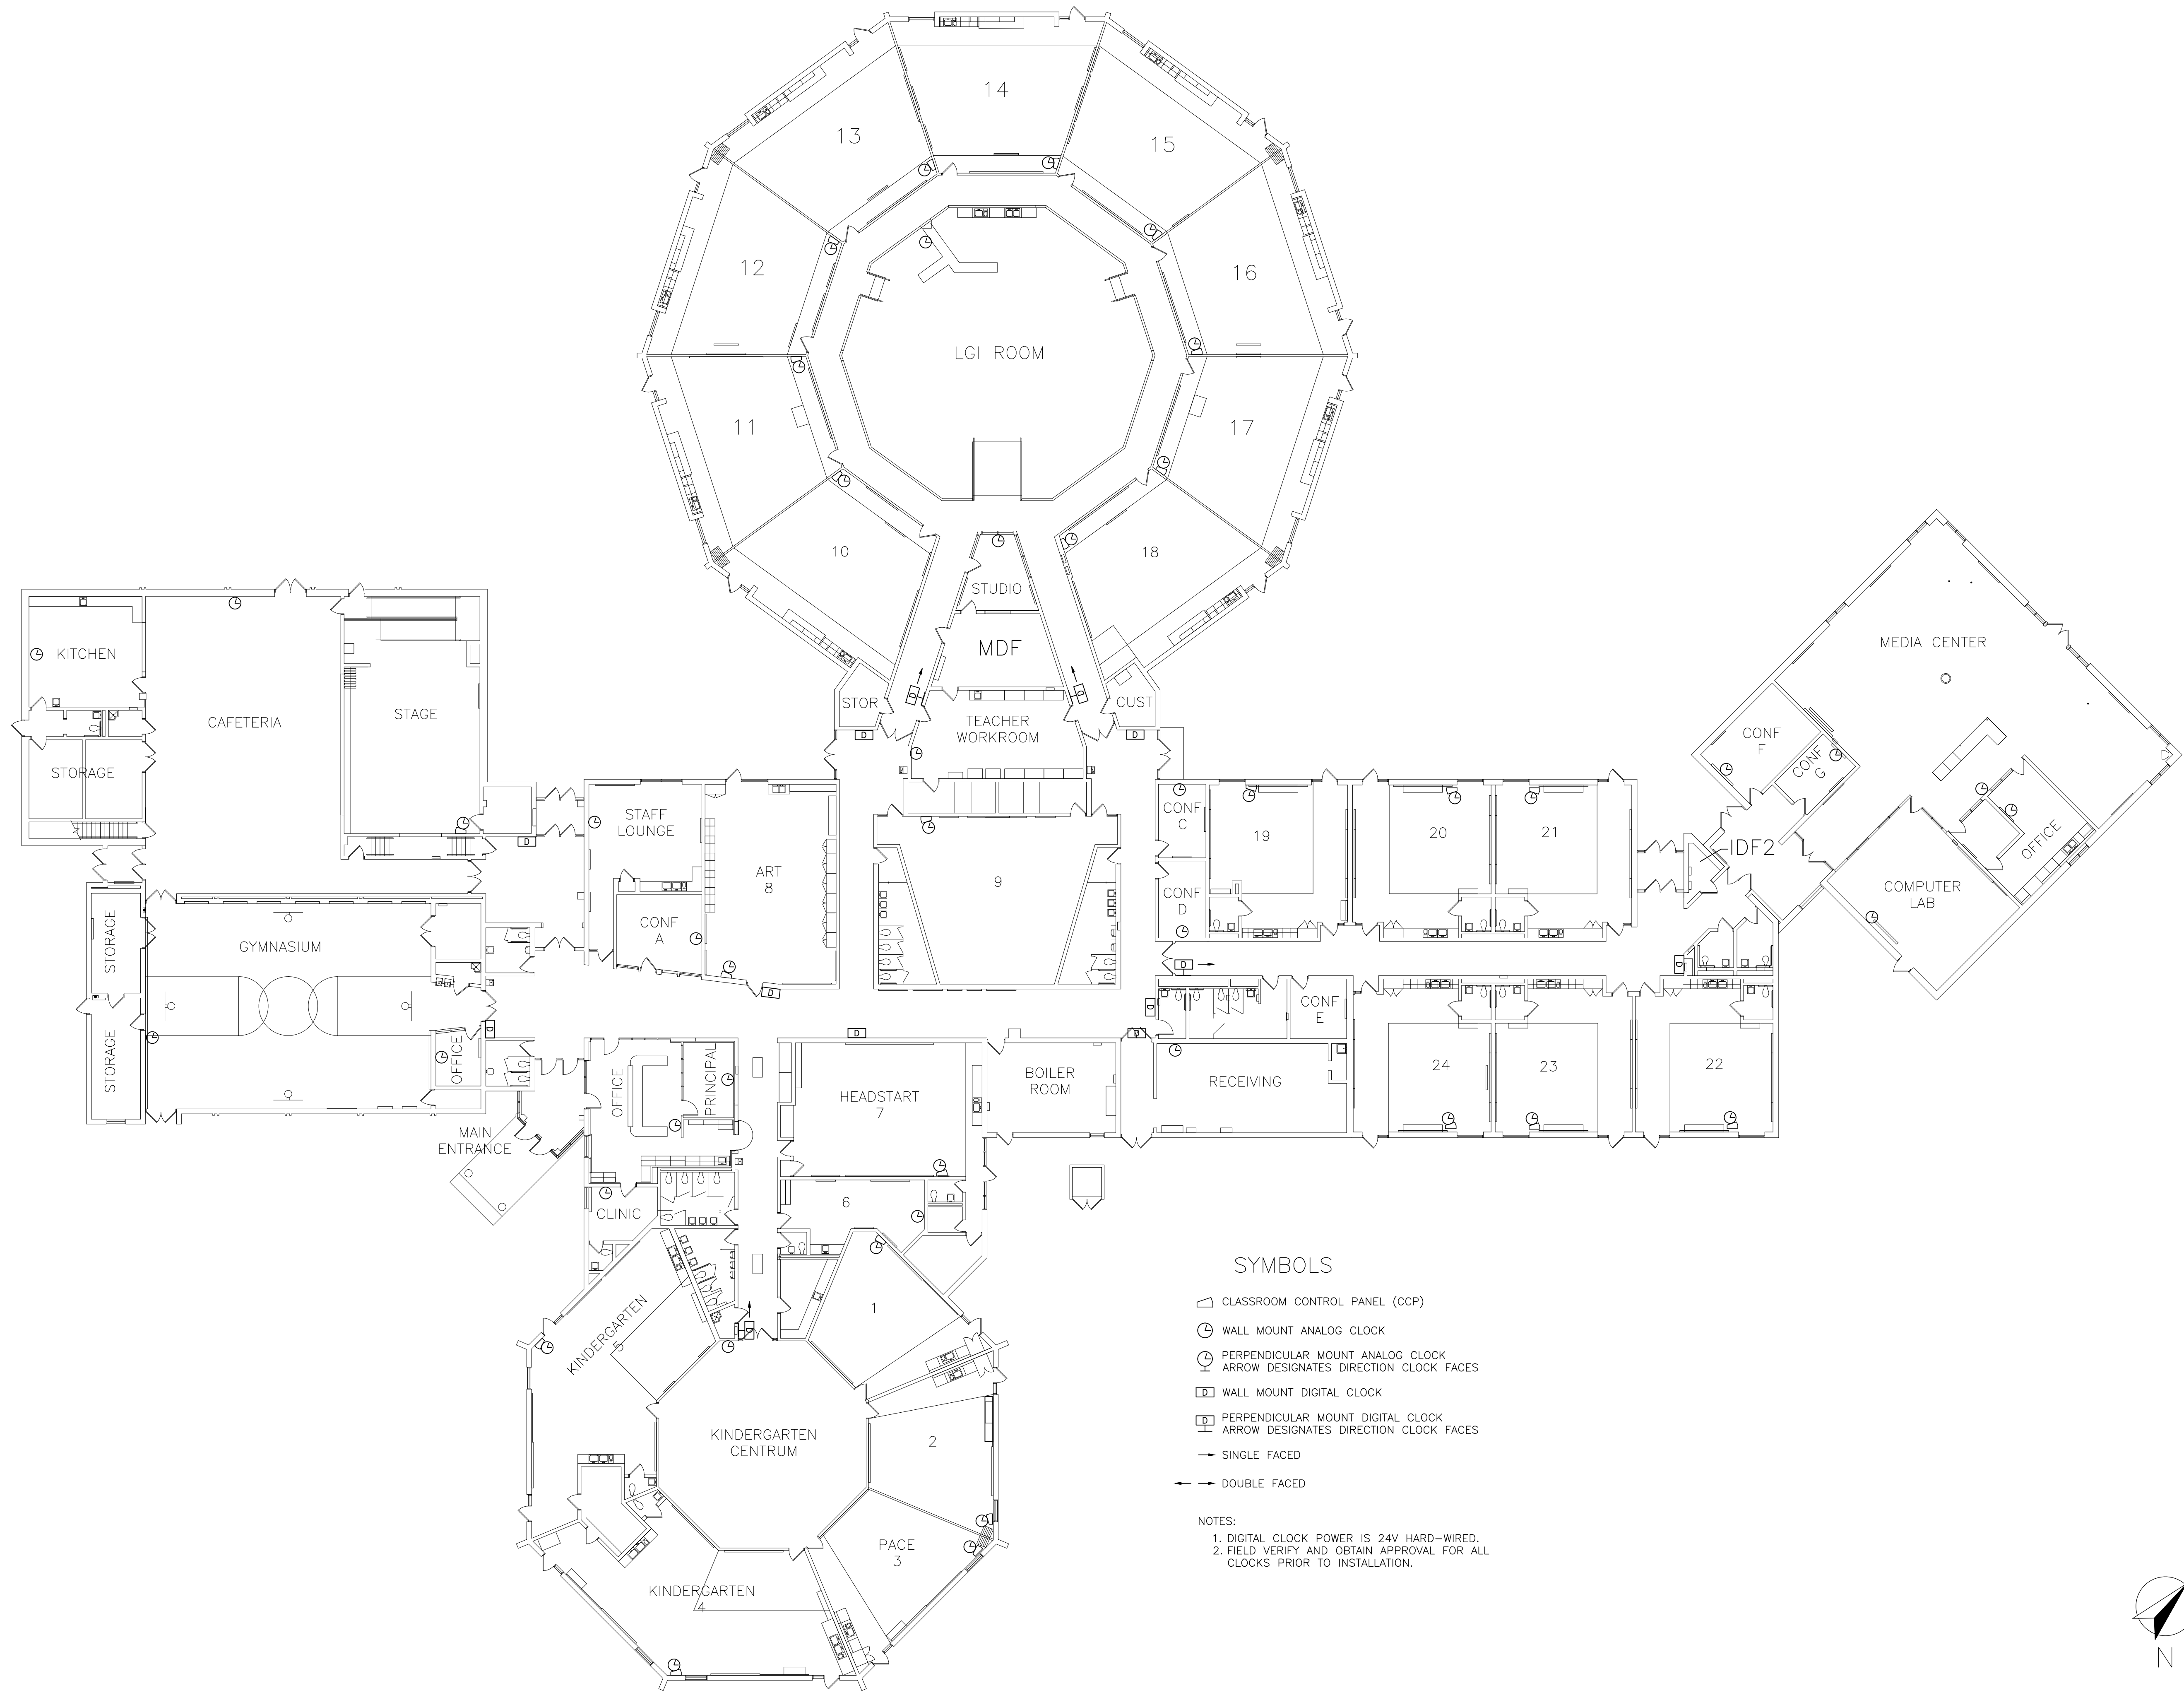 14
13
15
12
16
LGI ROOM
11
17
10
18
STUDIO
MDF
KITCHEN
CAFETERIA
STAGE
STORAGE
STOR
D
D
CUST
TEACHER
WORKROOM
D
D
MEDIA CENTER
CONF
F
CONF
G
STAFF
LOUNGE
CONF
C
19
20
21
IDF2
OFFICE
D
ART
8
9
CONF
D
COMPUTER
LAB
STORAGE
GYMNASIUM
CONF
A
D
D
D
CONF
E
D
STORAGE
OFFICE
D
D
D
OFFICE
PRINCIPAL
HEADSTART
7
BOILER
ROOM
RECEIVING
24
23
22
MAIN
ENTRANCE
CLINIC
6
1
KINDERGARTEN
5
D
KINDERGARTEN
CENTRUM
2
PACE
3
KINDERGARTEN
4
SYMBOLS
CLASSROOM CONTROL PANEL (CCP)
WALL MOUNT ANALOG CLOCK
PERPENDICULAR MOUNT ANALOG CLOCK
ARROW DESIGNATES DIRECTION CLOCK FACES
D WALL MOUNT DIGITAL CLOCK
D PERPENDICULAR MOUNT DIGITAL CLOCK
ARROW DESIGNATES DIRECTION CLOCK FACES
SINGLE FACED
DOUBLE FACED
NOTES:
1. DIGITAL CLOCK POWER IS 24V HARD-WIRED.
2. FIELD VERIFY AND OBTAIN APPROVAL FOR ALL
CLOCKS PRIOR TO INSTALLATION.
N